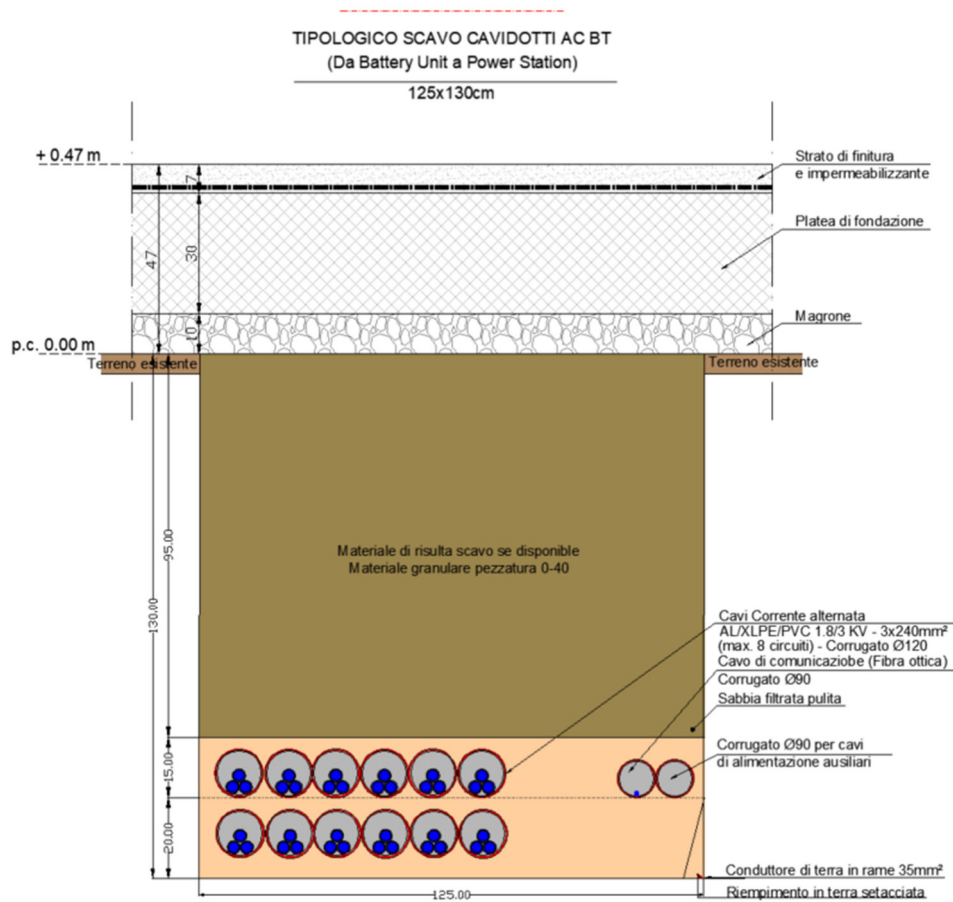 TIPOLOGICO SCAVO CAVIDOTTI AC BT
(Da Battery Unit a Power Station)
125x130cm
+ 0.47 m
Strato di finitura
e impermeabilizzante
7
Platea di fondazione
47
30
Magrone
10
p.c. 0.00 m
Terreno esistente
Terreno esistente
95.00
Materiale di risulta scavo se disponible
Materiale granulare pezzatura 0-40
130.00
Cavi Corrente alternata
AL/XLPE/PVC 1.8/3 KV - 3x240mm²
(max. 8 circuiti) - Corrugato Ø120
Cavo di comunicaziobe (Fibra ottica)
Corrugato Ø90
Sabbia filtrata pulita
Corrugato Ø90 per cavi
di alimentazione ausiliari
15.00
20.00
Conduttore di terra in rame 35mm²
Riempimento in terra setacciata
125.00